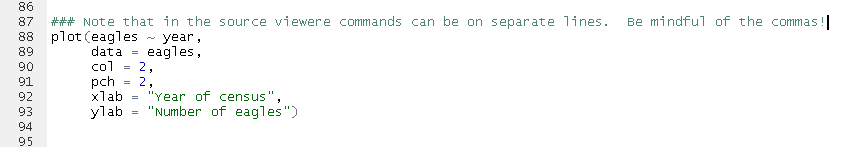 86
87 ### Note that in the source viewere commands can be on separate lines.  Be mindful of the commas!
88 plot(eagles ~ year,
89      data = eagles,
90      col = 2,
91      pch = 2,
92      xlab = "Year of census",
93      ylab = "Number of eagles")
94
95